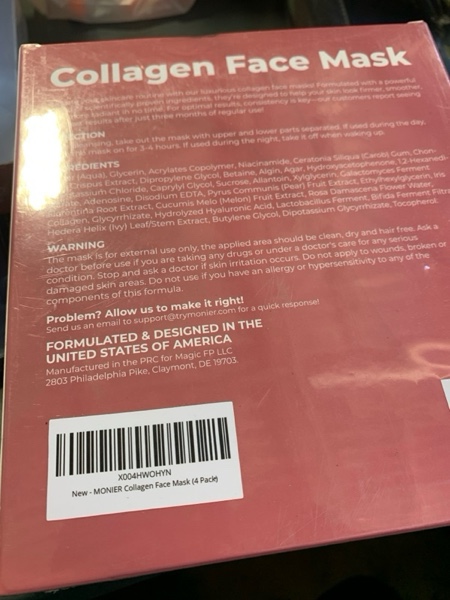 Collagen Face Mask
skincare routine with our luxurious collagen face masks! Formulated with a powerful
scientifically proven ingredients, they're designed to help your skin look firmer, smoother,
radiant in no time. For optimal results, consistency is key—our customers report seeing
results after just three months of regular use!
CTION
take out the mask with upper and lower parts separated. If used during the day,
mask on for 3-4 hours. If used during the night, take it off when waking up.
REDIENTS
(Aqua), Glycerin, Acrylates Copolymer, Niacinamide, Ceratonia Siliqua (Carob) Gum, Chon-
Crispus Extract, Dipropylene Glycol, Betaine, Algin, Agar, Hydroxyacetophenone, 1,2-Hexanedi-
Chloride, Caprylyl Glycol, Sucrose, Allantoin, Xylitylglycerin, Galactomyces Ferment
Adenosine, Disodium EDTA, Pyrus Communis (Pear) Fruit Extract, Ethylhexylglycerin, Iris
Root Extract, Cucumis Melo (Melon) Fruit Extract, Rosa Damascena Flower Water,
Collagen, Glycyrrhizate, Hydrolyzed Hyaluronic Acid, Lactobacillus Ferment, Bifida Ferment
Hedera Helix (Ivy) Leaf/Stem Extract, Butylene Glycol, Dipotassium Glycyrrhizate, Tocopherol.
WARNING
The mask is for external use only, the applied area should be clean, dry and hair free. Ask a
doctor before use if you are taking any drugs or under a doctor's care for any serious
condition. Stop and ask a doctor if skin irritation occurs. Do not apply to wounds, broken or
damaged skin areas. Do not use if you have an allergy or hypersensitivity to any of the
components of this formula.
Problem? Allow us to make it right!
Send us an email to support@trymonier.com for a quick response!
FORMULATED & DESIGNED IN THE
UNITED STATES OF AMERICA
Manufactured in the PRC for Magic FP LLC
2803 Philadelphia Pike, Claymont, DE 19703.
X004HWOHYN
New - MONIER Collagen Face Mask (4 Pack)